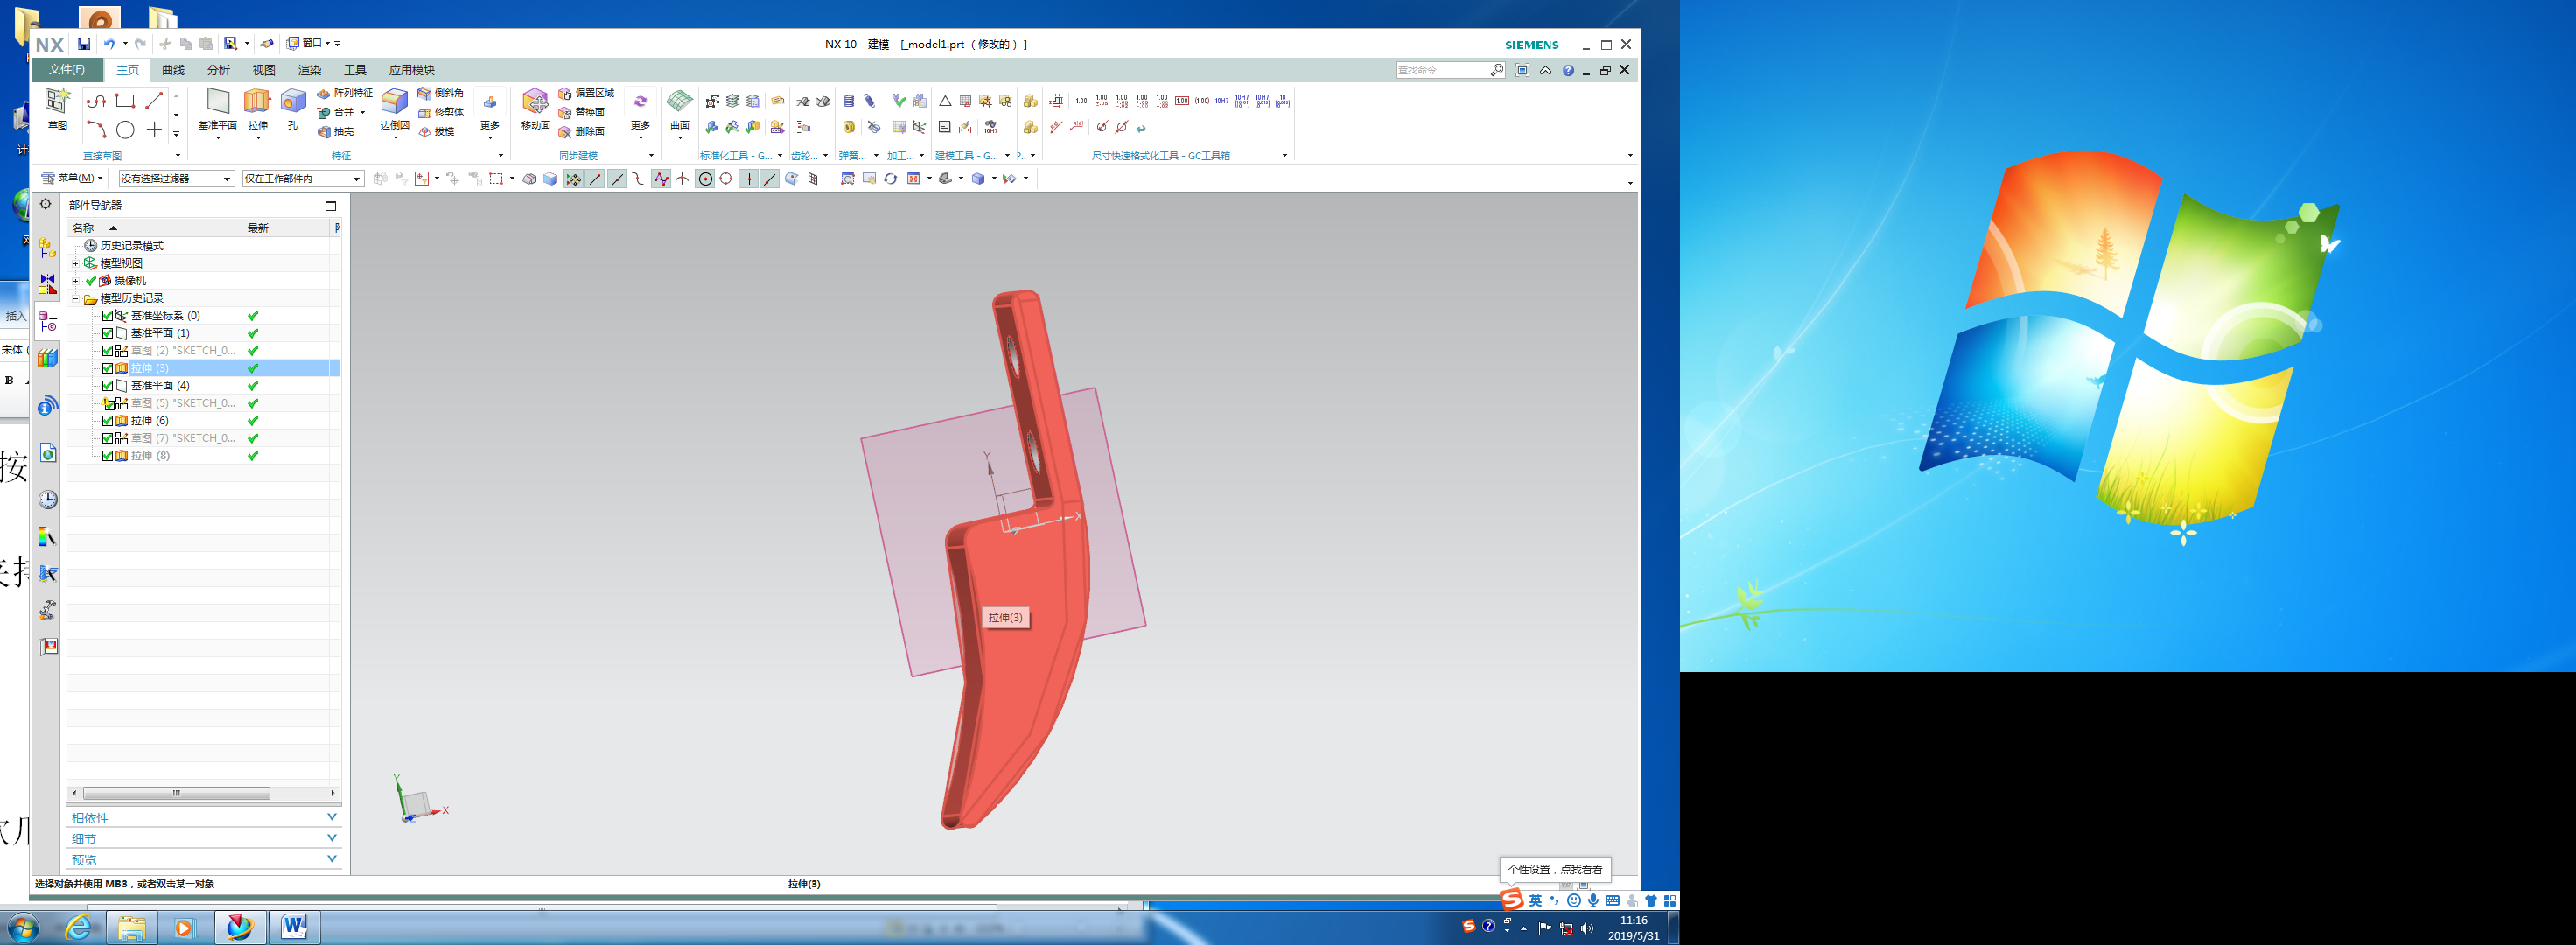 NX
窗口
NX 10 - 建模 - [_model1.prt （修改的） ]
SIEMENS
文件(F)
主页
曲线
分析
视图
渲染
工具
应用模块
查找命令
草图
基准平面
拉伸
孔
阵列特征
合并
抽壳
边倒圆
倒斜角
修剪体
拔模
更多
移动面
偏置区域
替换面
删除面
更多
曲面
直接草图
特征
同步建模
标准化工具 - G...
齿轮...
弹簧...
加工...
建模工具 - G...
尺寸快速格式化工具 - GC工具箱
菜单(M)
没有选择过滤器
仅在工作部件内
部件导航器
名称
最新
历史记录模式
模型视图
摄像机
模型历史记录
基准坐标系 (0)
基准平面 (1)
草图 (2) "SKETCH_0...
拉伸 (3)
基准平面 (4)
草图 (5) "SKETCH_0...
拉伸 (6)
草图 (7) "SKETCH_0...
拉伸 (8)
相依性
细节
预览
插入
宋体
B
按
Y
X
Z
拉伸(3)
Y
X
选择对象并使用 MB3，或者双击某一对象
拉伸(3)
个性设置，点我看看
英
11:16
2019/5/31